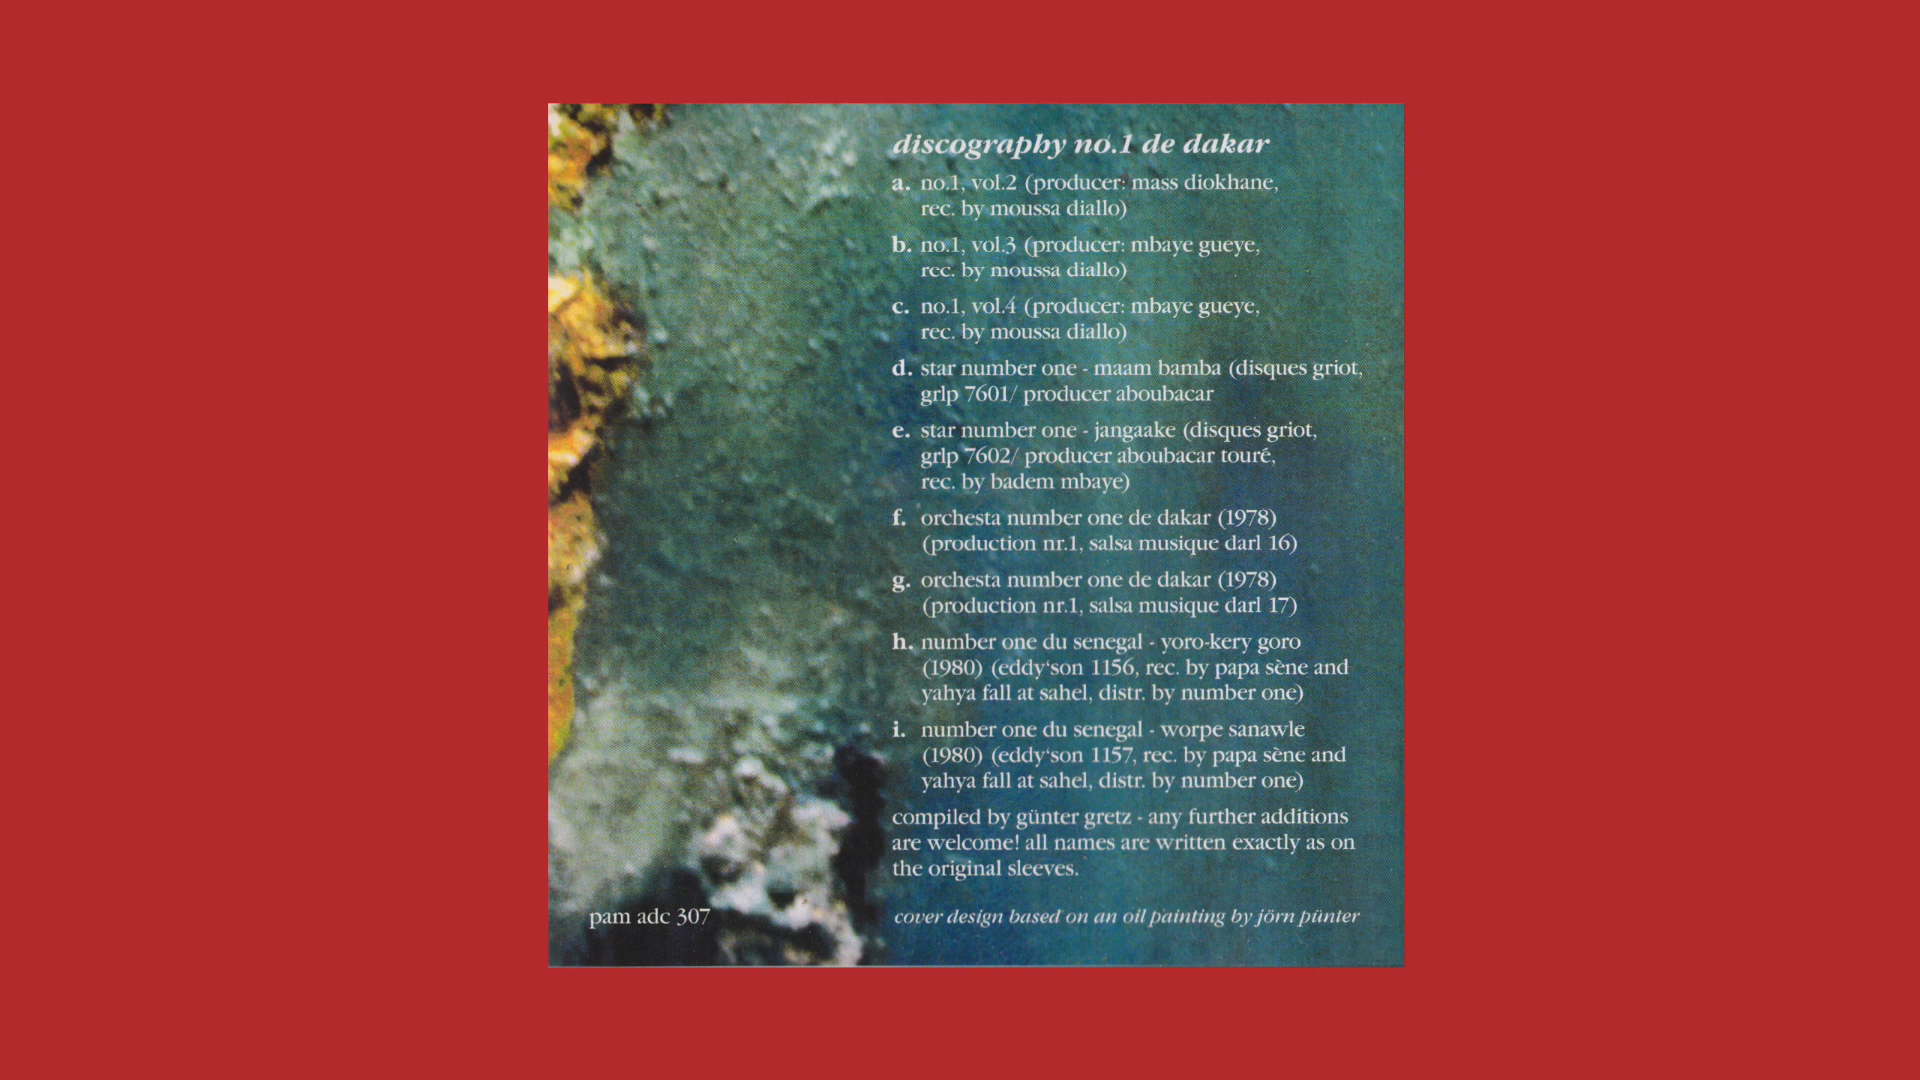 discography no.1 de dakar
a. no.1, vol.2 (producer: mass diokhane,
rec. by moussa diallo)
b. no.1, vol.3 (producer: mbaye gueye,
rec. by moussa diallo)
c. no.1, vol.4 (producer: mbaye gueye,
rec. by moussa diallo)
d. star number one - maam bamba (disques griot,
grlp 7601/ producer aboubacar
e. star number one - jangaake (disques griot,
grlp 7602/ producer aboubacar touré,
rec. by badem mbaye)
f. orchesta number one de dakar (1978)
(production nr.1, salsa musique darl 16)
g. orchesta number one de dakar (1978)
(production nr.1, salsa musique darl 17)
h. number one du senegal - yoro-kery goro
(1980) (eddy‘son 1156, rec. by papa sène and
yahya fall at sahel, distr. by number one)
i. number one du senegal - worpe sanawle
(1980) (eddy‘son 1157, rec. by papa sène and
yahya fall at sahel, distr. by number one)
compiled by günter gretz - any further additions
are welcome! all names are written exactly as on
the original sleeves.
pam adc 307
cover design based on an oil painting by jörn pünter